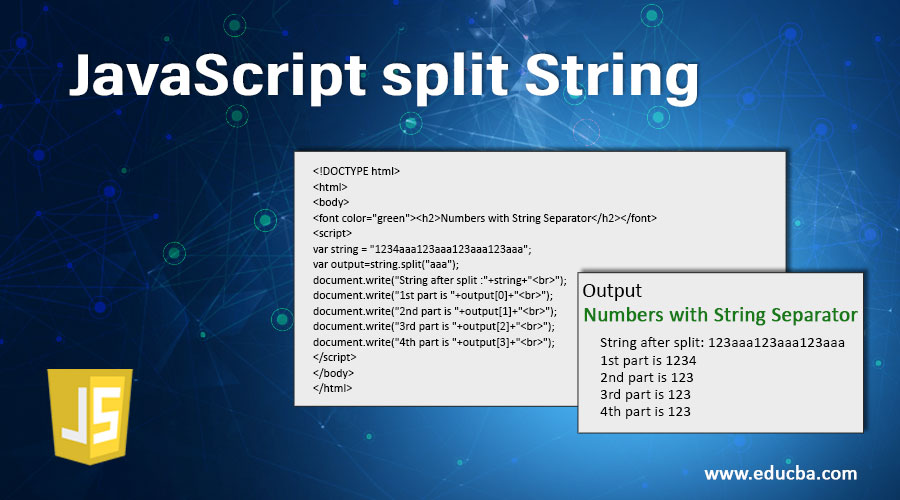 JavaScript split String
<!DOCTYPE html>
<html>
<body>
<font color="green"><h2>Numbers with String Separator</h2></font>
<script>
var string = "1234aaa123aaa123aaa123aaa";
var output=string.split("aaa");
document.write("String after split :"+string+"<br>");
document.write("1st part is "+output[0]+"<br>");
document.write("2nd part is "+output[1]+"<br>");
document.write("3rd part is "+output[2]+"<br>");
document.write("4th part is "+output[3]+"<br>");
</script>
</body>
</html>
Output
Numbers with String Separator
String after split: 123aaa123aaa123aaa
1st part is 1234
2nd part is 123
3rd part is 123
4th part is 123
JS
www.educba.com